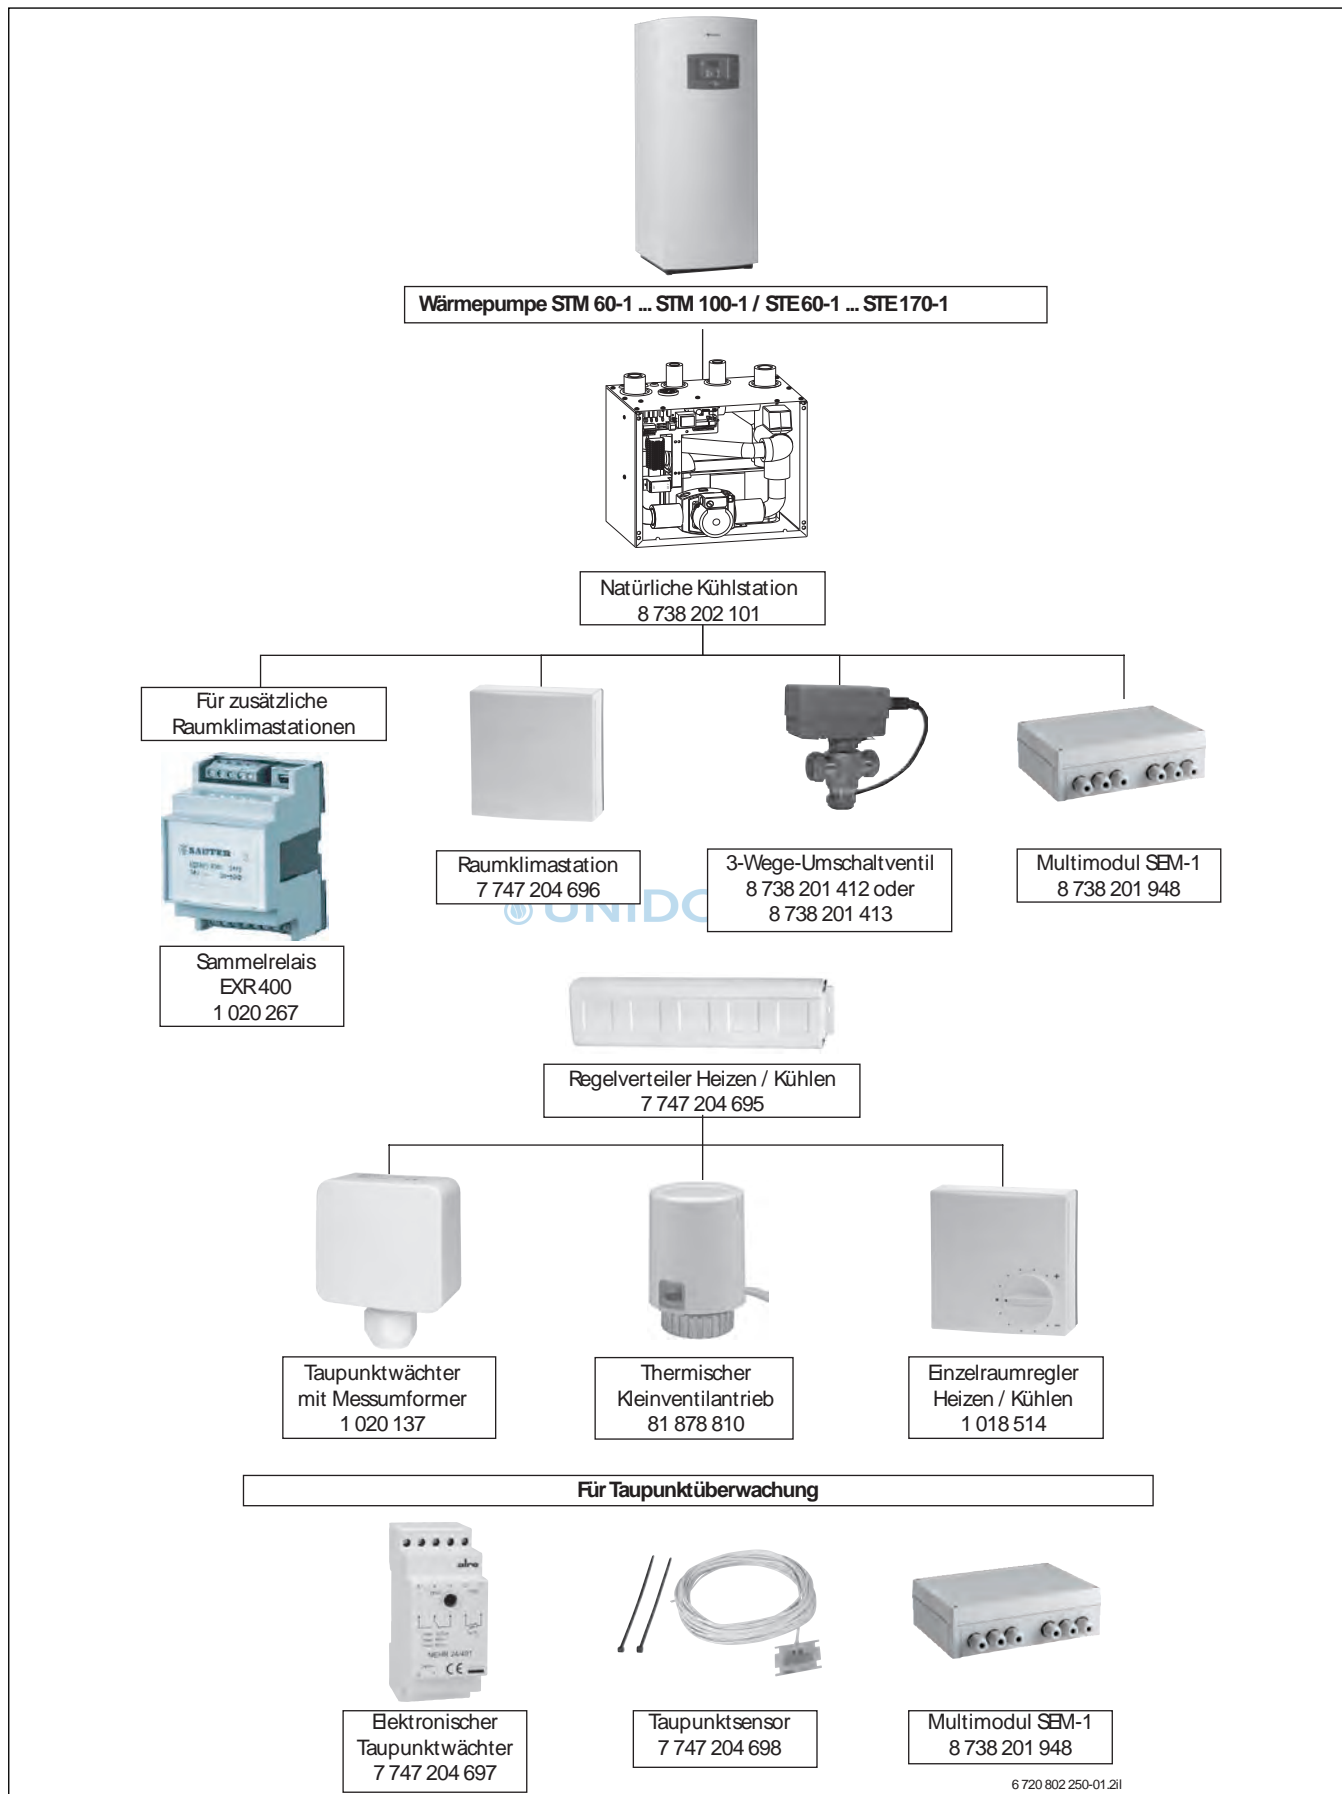 Wärmepumpe STM 60-1 ... STM 100-1 / STE 60-1 ... STE 170-1
Natürliche Kühlstation
8 738 202 101
Für zusätzliche
Raumklimastationen
SAUTER
Sammelrelais
EXR 400
1 020 267
Raumklimastation
7 747 204 696
3-Wege-Umschaltventil
8 738 201 412 oder
8 738 201 413
Multimodul SEM-1
8 738 201 948
UNIDO
Regelverteiler Heizen / Kühlen
7 747 204 695
Taupunktwächter
mit Messumformer
1 020 137
Thermischer
Kleinventilantrieb
81 878 810
Einzelraumregler
Heizen / Kühlen
1 018 514
Für Taupunktüberwachung
alre
CE
Elektronischer
Taupunktwächter
7 747 204 697
Taupunktsensor
7 747 204 698
Multimodul SEM-1
8 738 201 948
6 720 802 250-01.2il